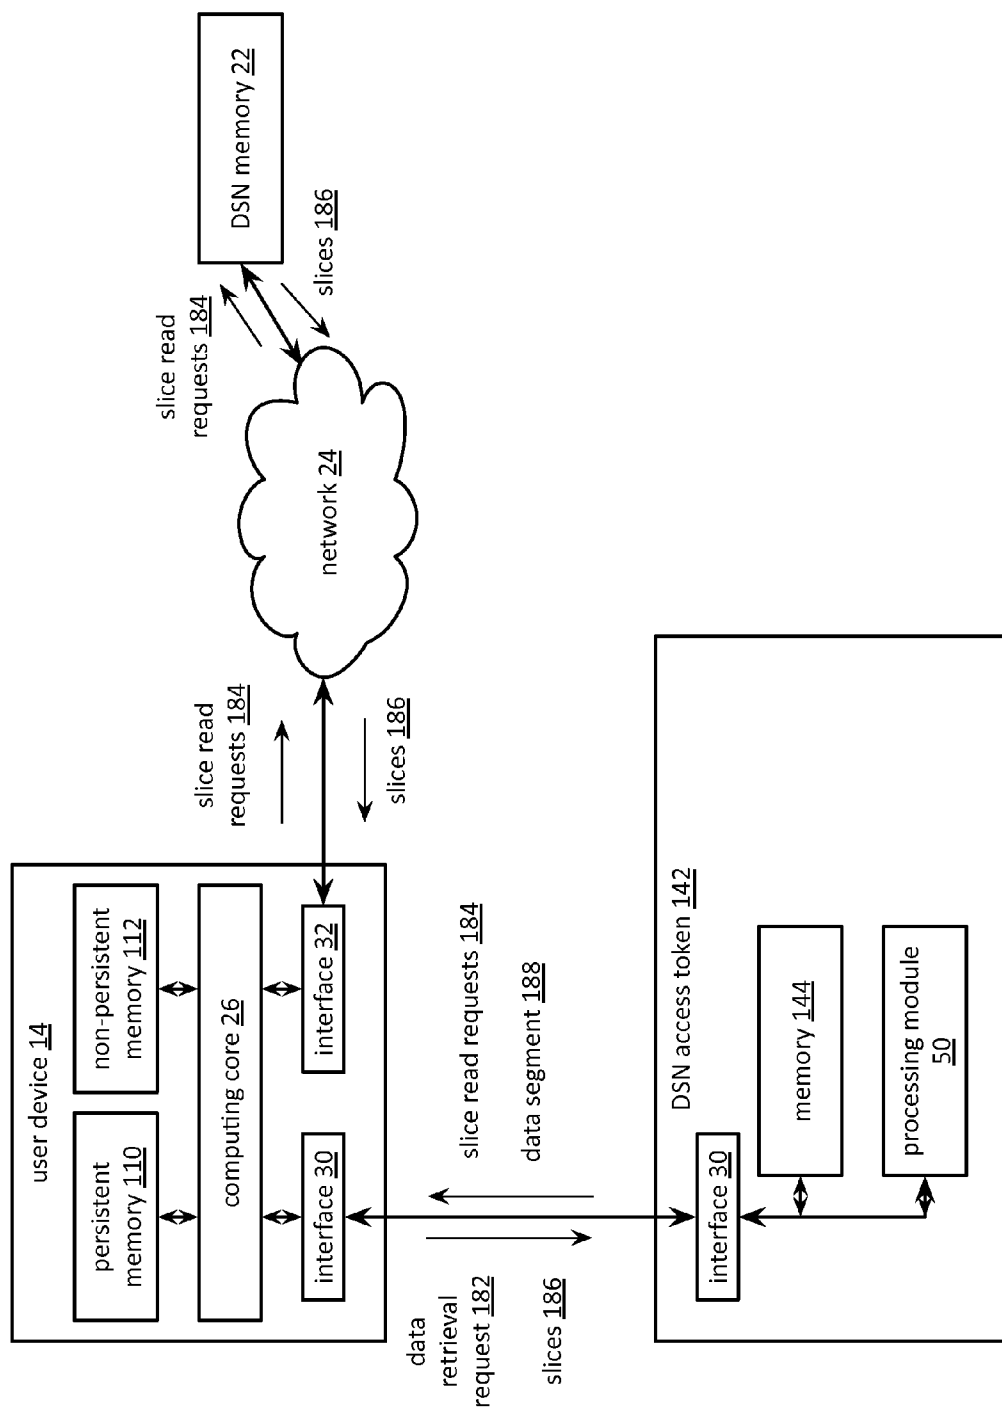 user device 14
persistent
memory 110
non-persistent
memory 112
computing core 26
interface 30
interface 32
slice read
requests 184
slices 186
network 24
slice read
requests 184
slices 186
DSN memory 22
data
retrieval
request 182
slices 186
slice read requests 184
data segment 188
DSN access token 142
interface 30
memory 144
processing module
50